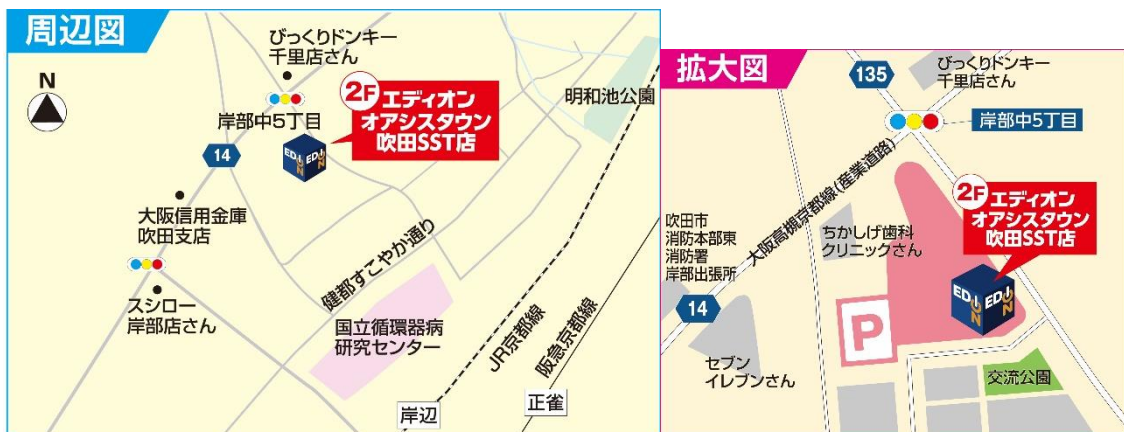 周辺図
N
びっくりドンキー
千里店さん
2F
エディオン
オアシスタウン
吹田SST店
岸部中5丁目
14
EDION
明和池公園
大阪信用金庫
吹田支店
スシロー
岸部店さん
健都すこやか通り
国立循環器病
研究センター
JR京都線
阪急京都線
岸辺
正雀
拡大図
135
びっくりドンキー
千里店さん
岸部中5丁目
大阪高槻京都線(産業道路)
2F
エディオン
オアシスタウン
吹田SST店
吹田市
消防本部東
消防署
岸部出張所
ちかしげ歯科
クリニックさん
EDION
14
P
セブン
イレブンさん
交流公園